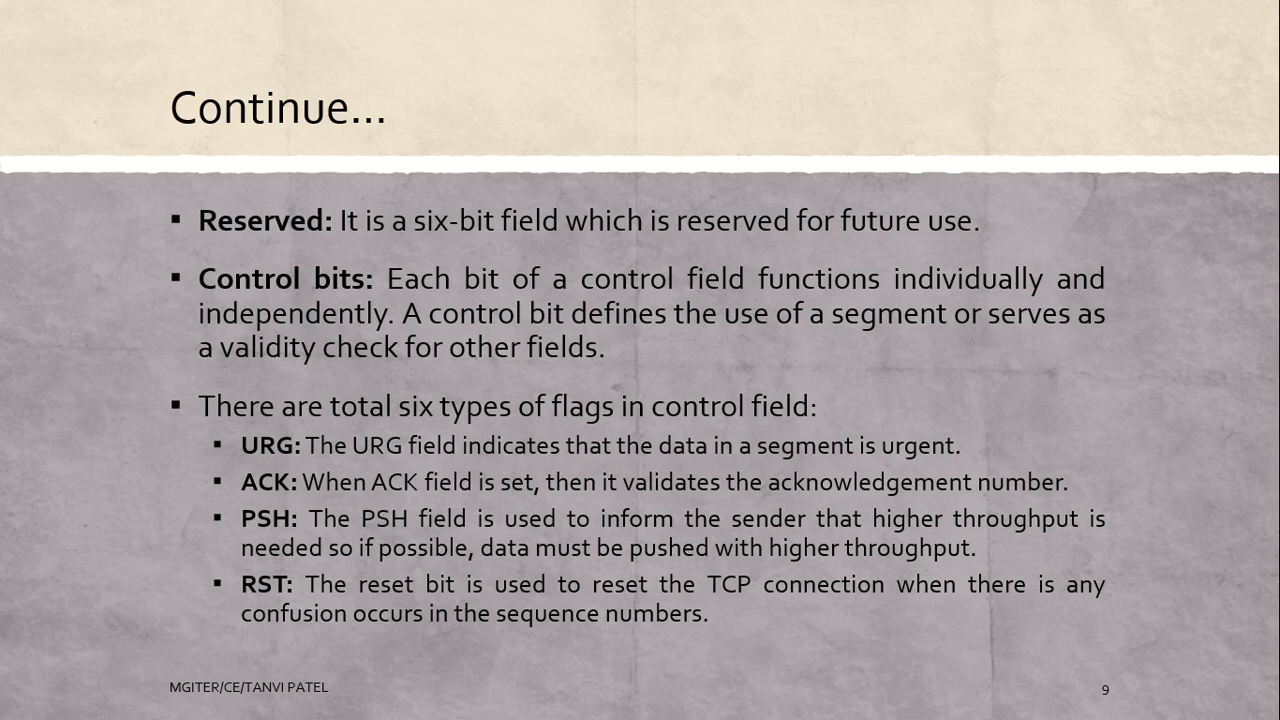 Continue...
▪ Reserved: It is a six-bit field which is reserved for future use.
▪ Control bits: Each bit of a control field functions individually and
independently. A control bit defines the use of a segment or serves as
a validity check for other fields.
▪ There are total six types of flags in control field:
▪ URG: The URG field indicates that the data in a segment is urgent.
▪ ACK: When ACK field is set, then it validates the acknowledgement number.
▪ PSH: The PSH field is used to inform the sender that higher throughput is
needed so if possible, data must be pushed with higher throughput.
▪ RST: The reset bit is used to reset the TCP connection when there is any
confusion occurs in the sequence numbers.
MGITER/CE/TANVI PATEL
9